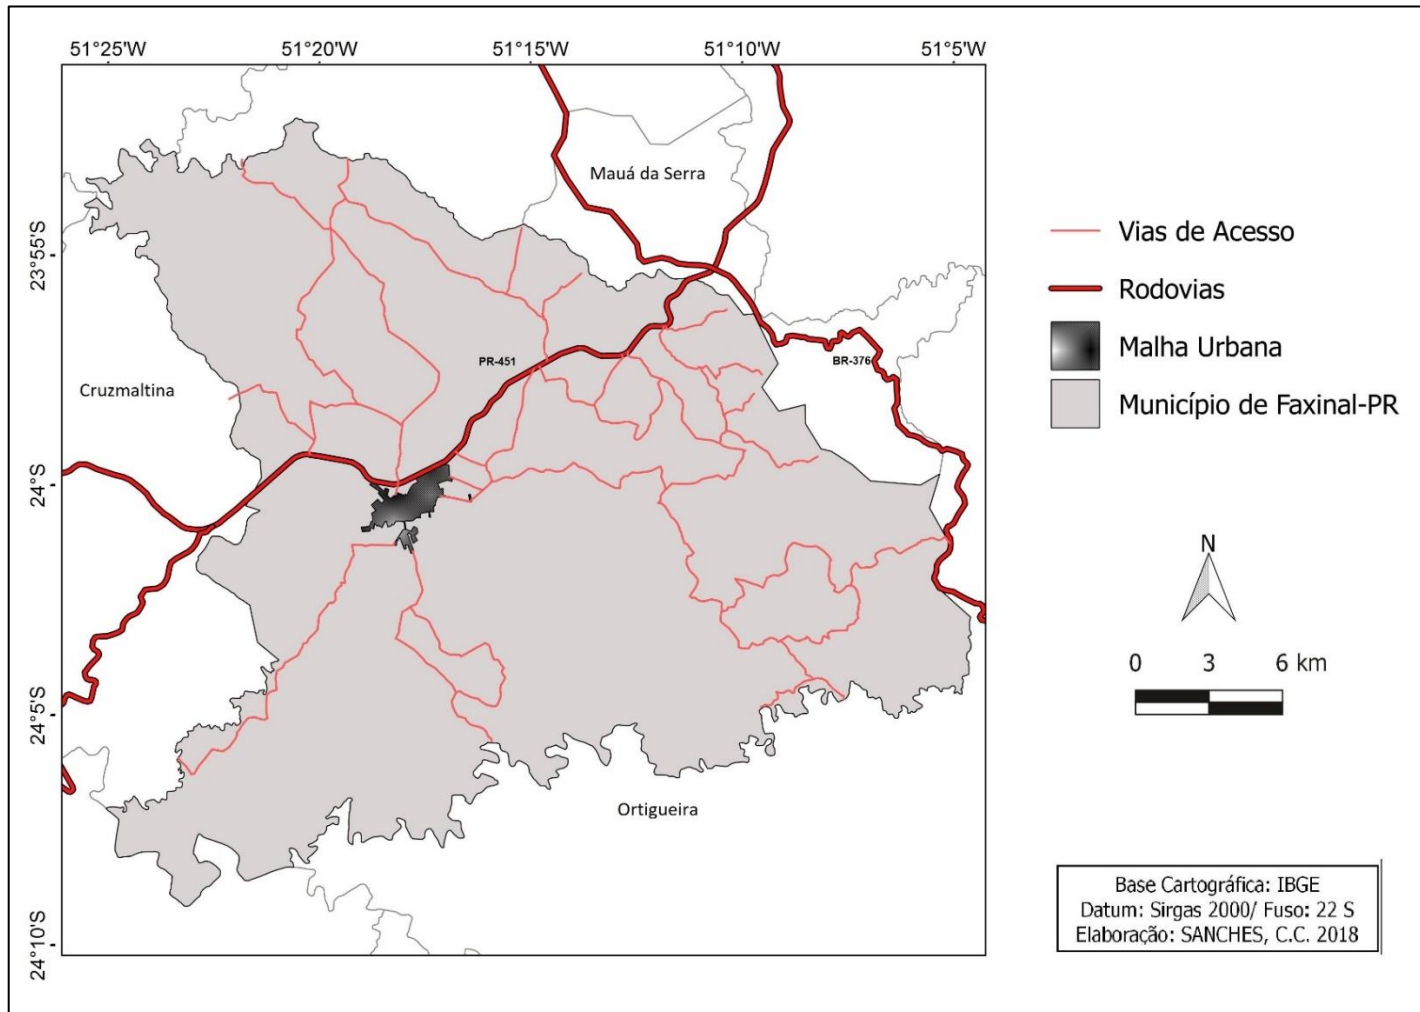 51°25'W 51°20'W 51°15'W 51°10'W 51°5'W
23°55'S
24°S
24°5'S
24°10'S
Mauá da Serra
PR-451
BR-376
Cruzmaltina
Ortigueira
Vias de Acesso
Rodovias
Malha Urbana
Município de Faxinal-PR
N
0 3 6 km
Base Cartográfica: IBGE
Datum: Sirgas 2000/ Fuso: 22 S
Elaboração: SANCHES, C.C. 2018